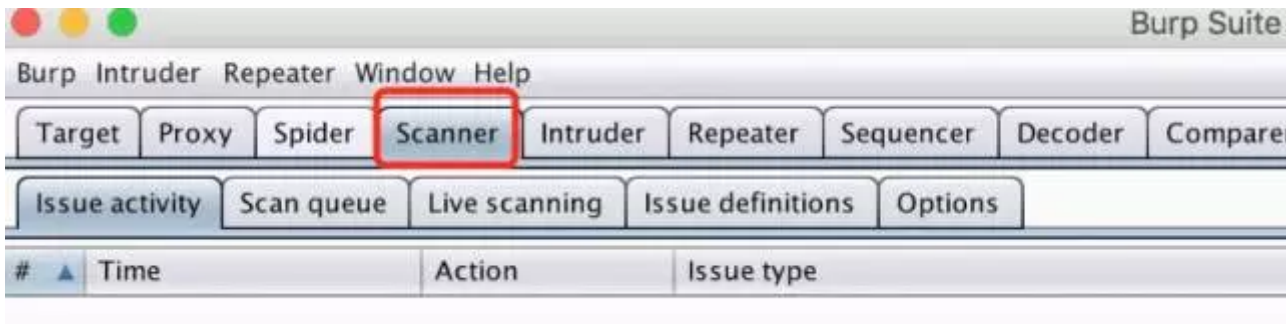 Burp Suite
Burp Intruder Repeater Window Help
Target Proxy Spider Scanner Intruder Repeater Sequencer Decoder Compare
Issue activity Scan queue Live scanning Issue definitions Options
# Time Action Issue type